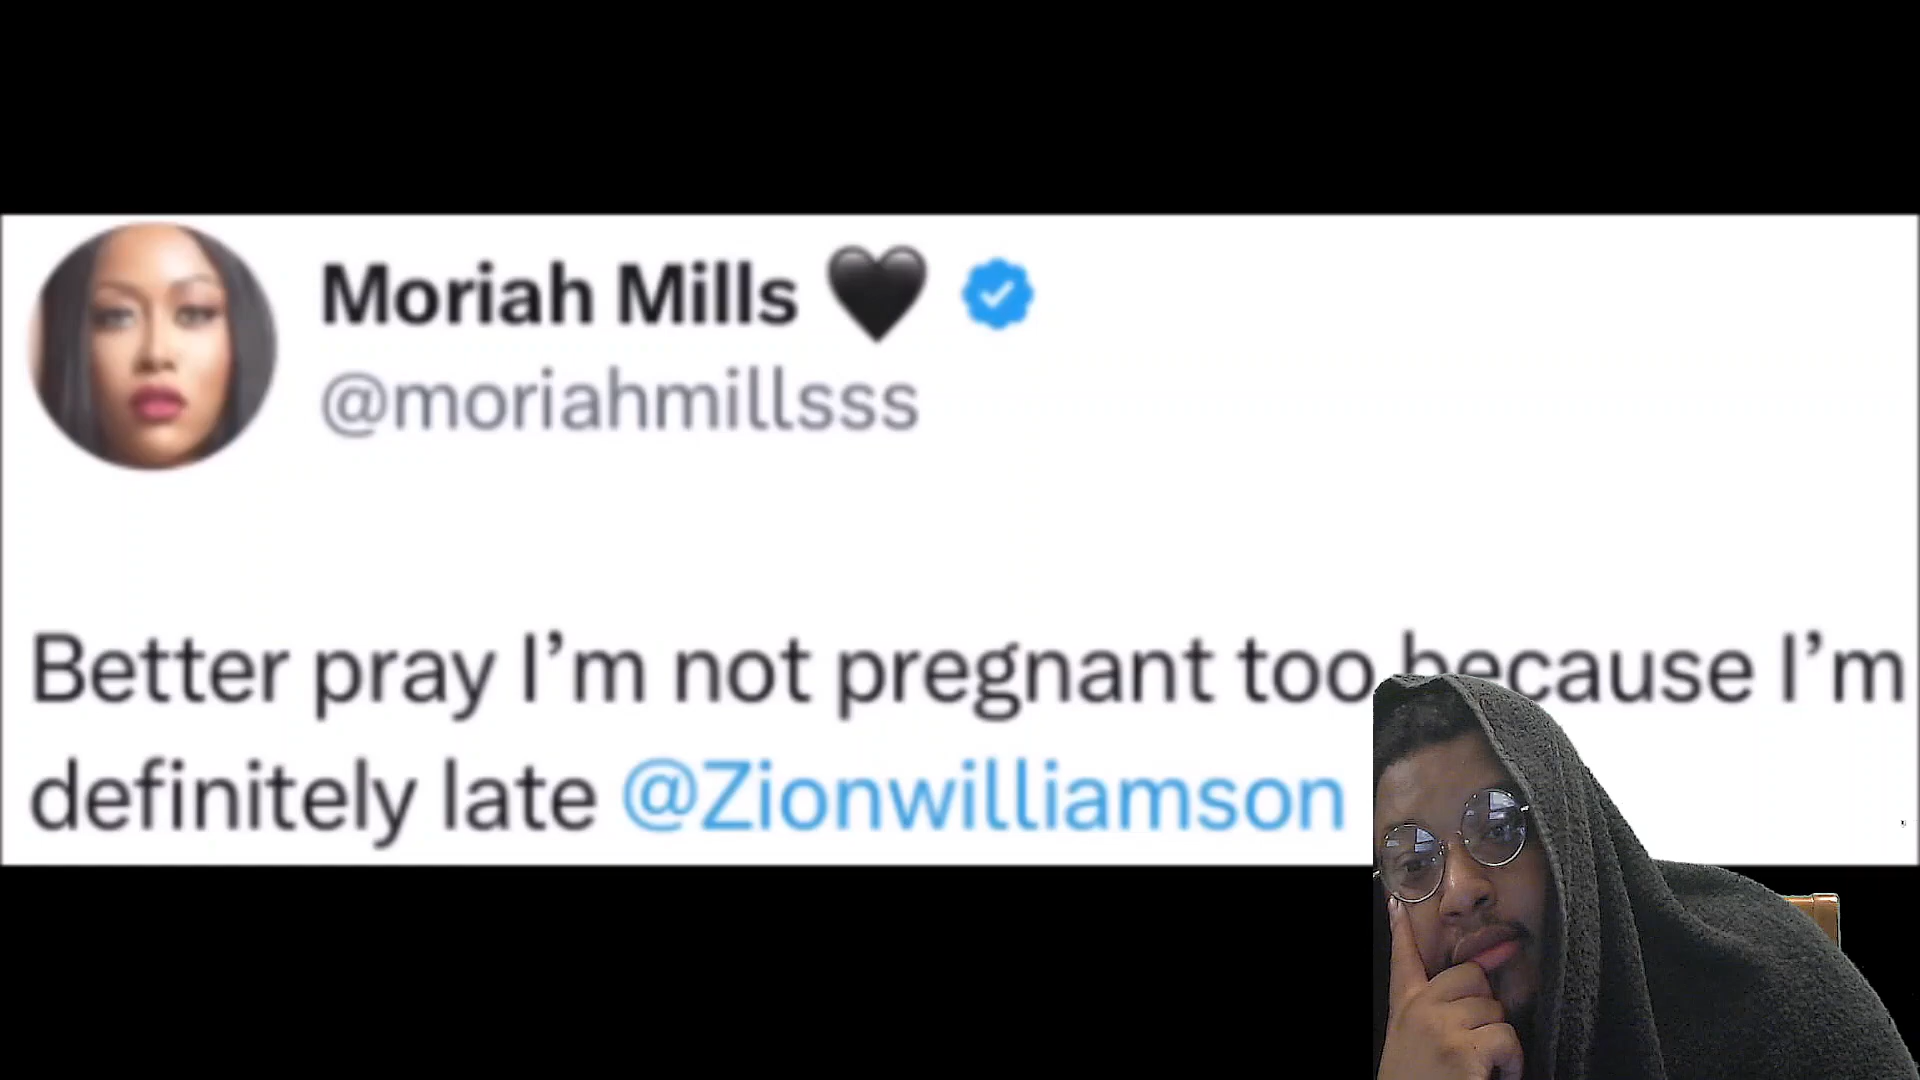 Moriah Mills 🖤
@moriahmillsss
Better pray I’m not pregnant too because I’m
definitely late @Zionwilliamson